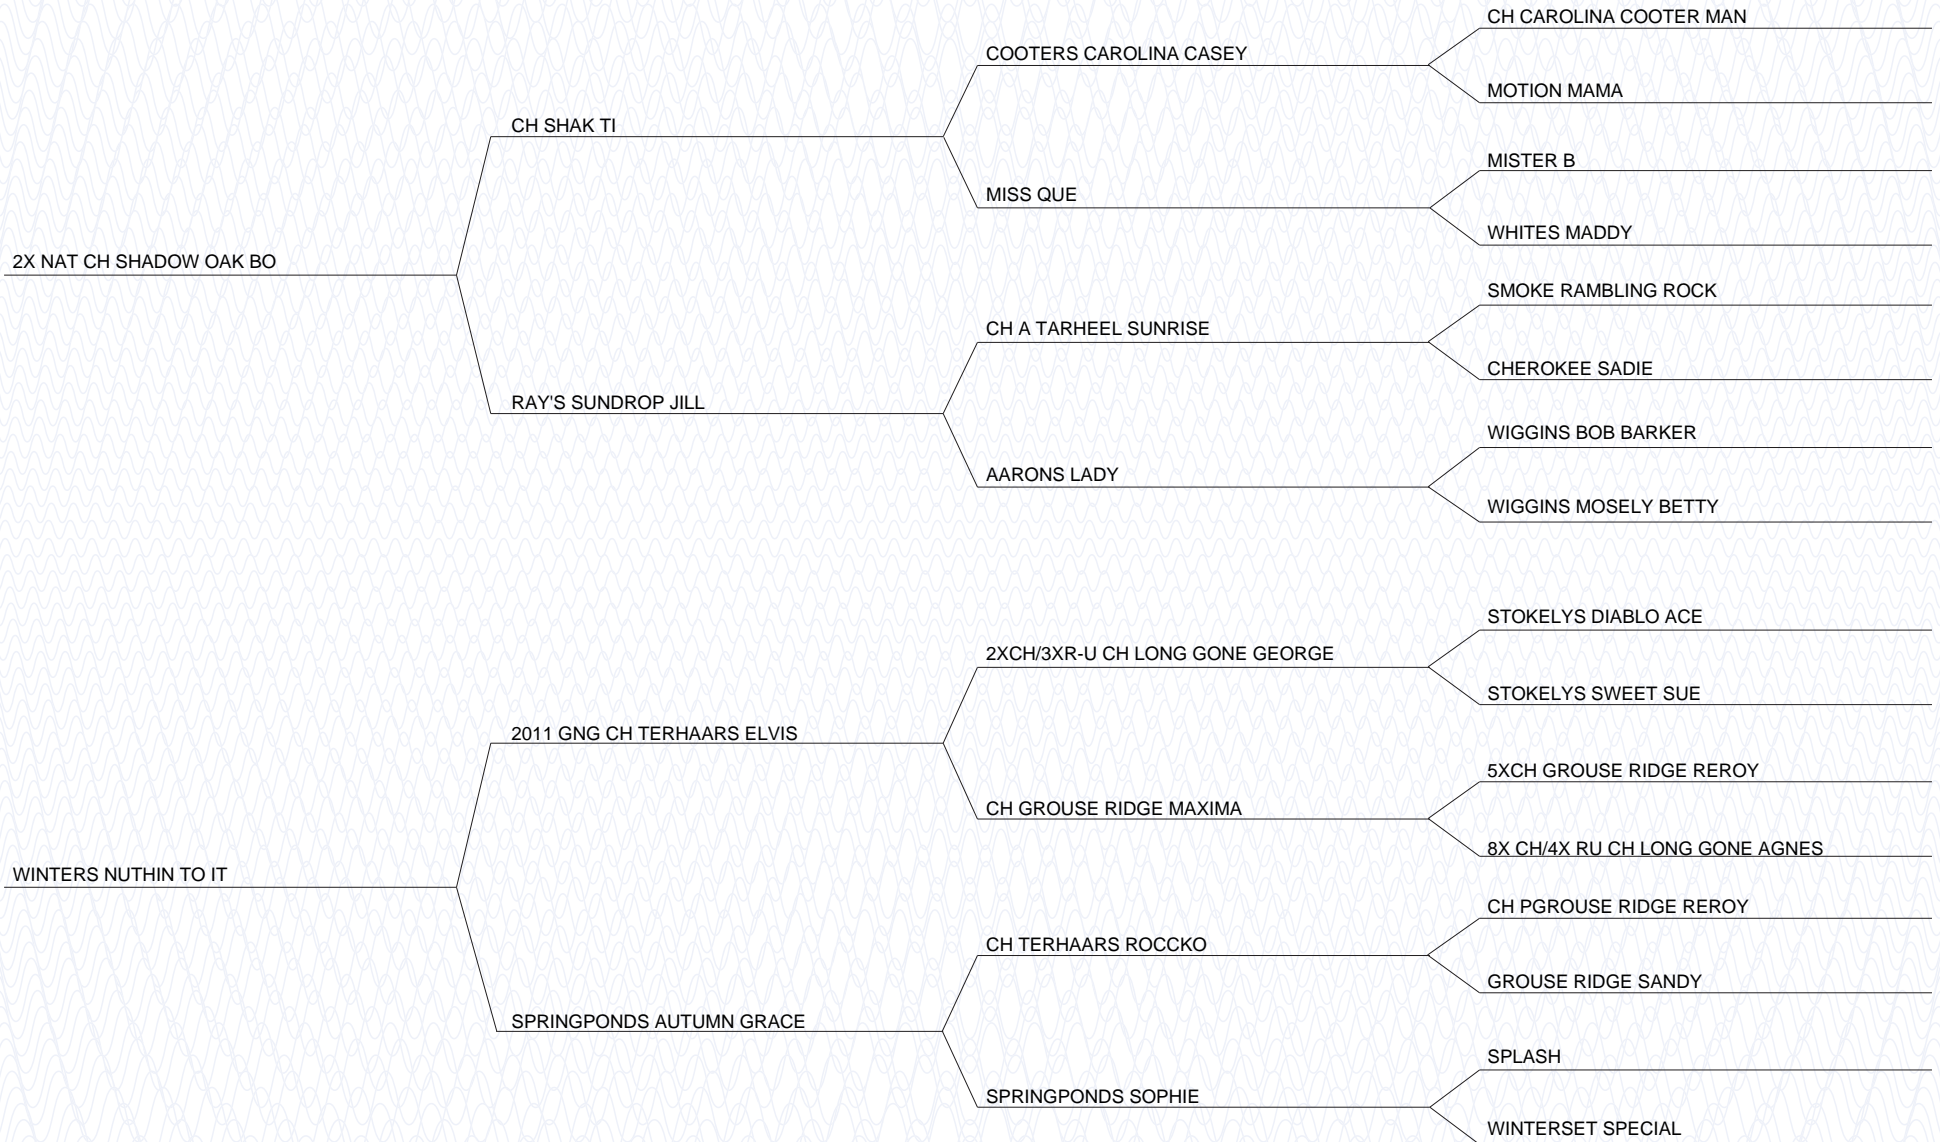 CH CAROLINA COOTER MAN
COOTERS CAROLINA CASEY
MOTION MAMA
CH SHAK TI
MISTER B
MISS QUE
WHITES MADDY
2X NAT CH SHADOW OAK BO
SMOKE RAMBLING ROCK
CH A TARHEEL SUNRISE
CHEROKEE SADIE
RAY'S SUNDROP JILL
WIGGINS BOB BARKER
AARONS LADY
WIGGINS MOSELY BETTY
STOKELYS DIABLO ACE
2XCH/3XR-U CH LONG GONE GEORGE
STOKELYS SWEET SUE
2011 GNG CH TERHAARS ELVIS
5XCH GROUSE RIDGE REROY
CH GROUSE RIDGE MAXIMA
8X CH/4X RU CH LONG GONE AGNES
WINTERS NUTHIN TO IT
CH PGROUSE RIDGE REROY
CH TERHAARS ROCCKO
GROUSE RIDGE SANDY
SPRINGPONDS AUTUMN GRACE
SPLASH
SPRINGPONDS SOPHIE
WINTERSET SPECIAL